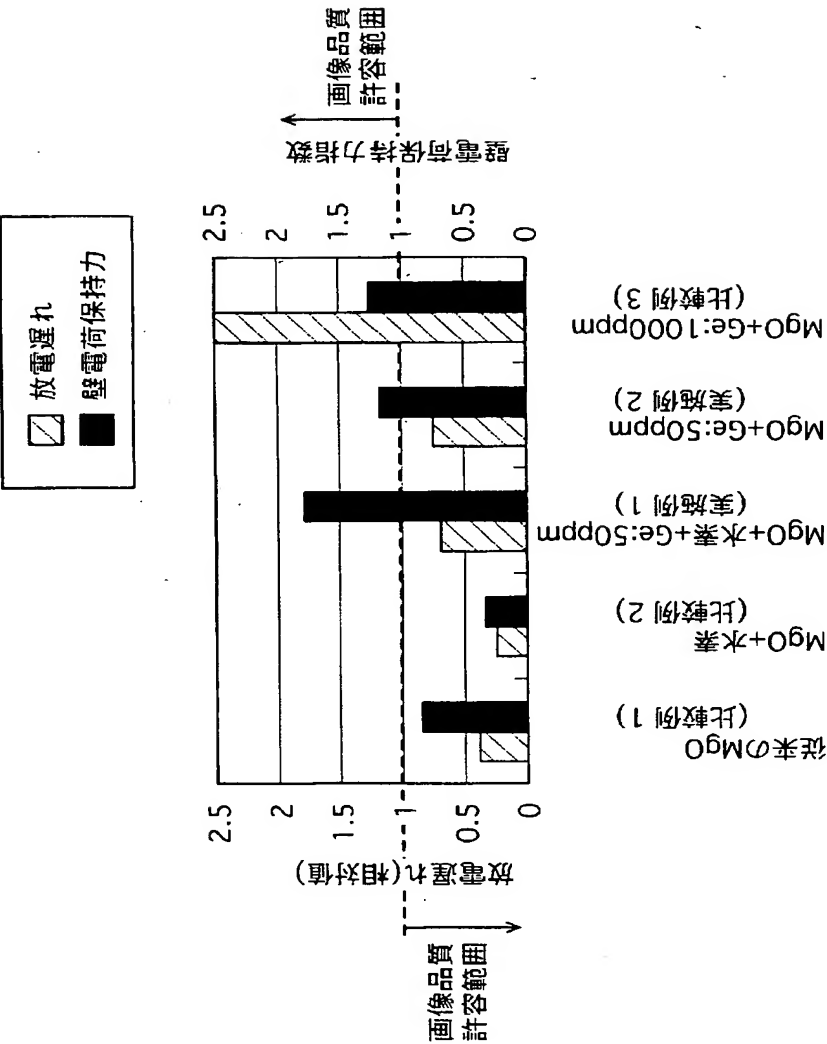 放電遅れ
壁電荷保持力
画像品質
許容範囲
放電遅れ(相対値)
2.5
2
1.5
1
0.5
0
画像品質
許容範囲
壁電荷保持力指数
2.5
2
1.5
1
0.5
0
従来のMgO
(比較例 1)
MgO+水素
(比較例 2)
MgO+水素+Ge:50ppm
(実施例 1)
MgO+Ge:50ppm
(実施例 2)
MgO+Ge:1000ppm
(比較例 3)